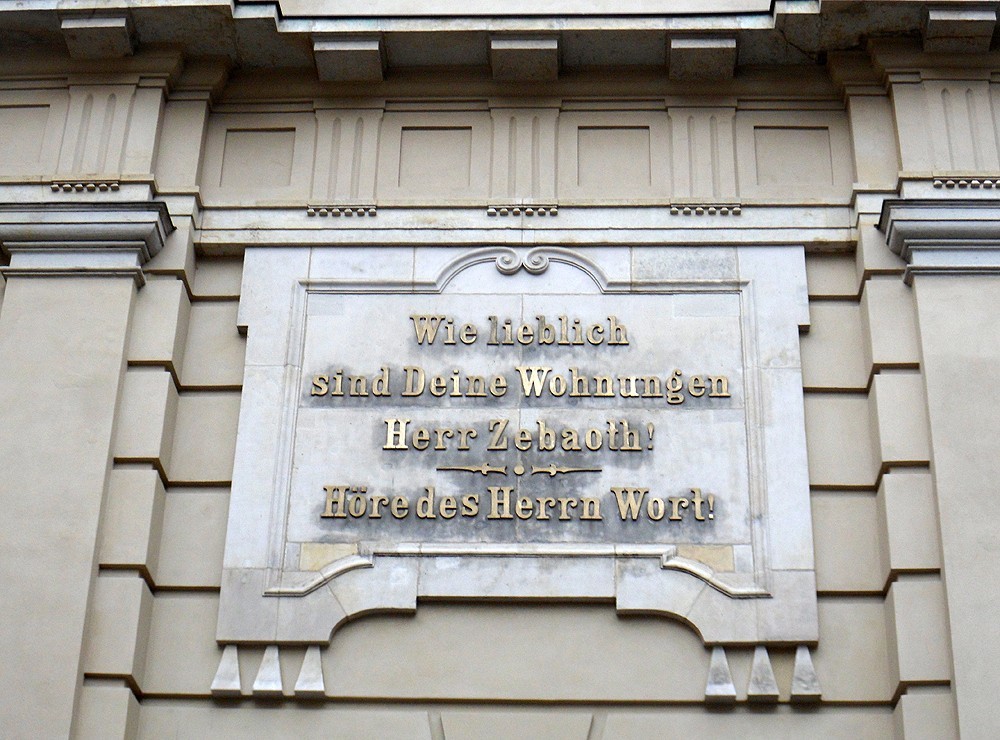 Wie lieblich
sind Deine Wohnungen
Herr Zebaoth!
Höre des Herrn Wort!